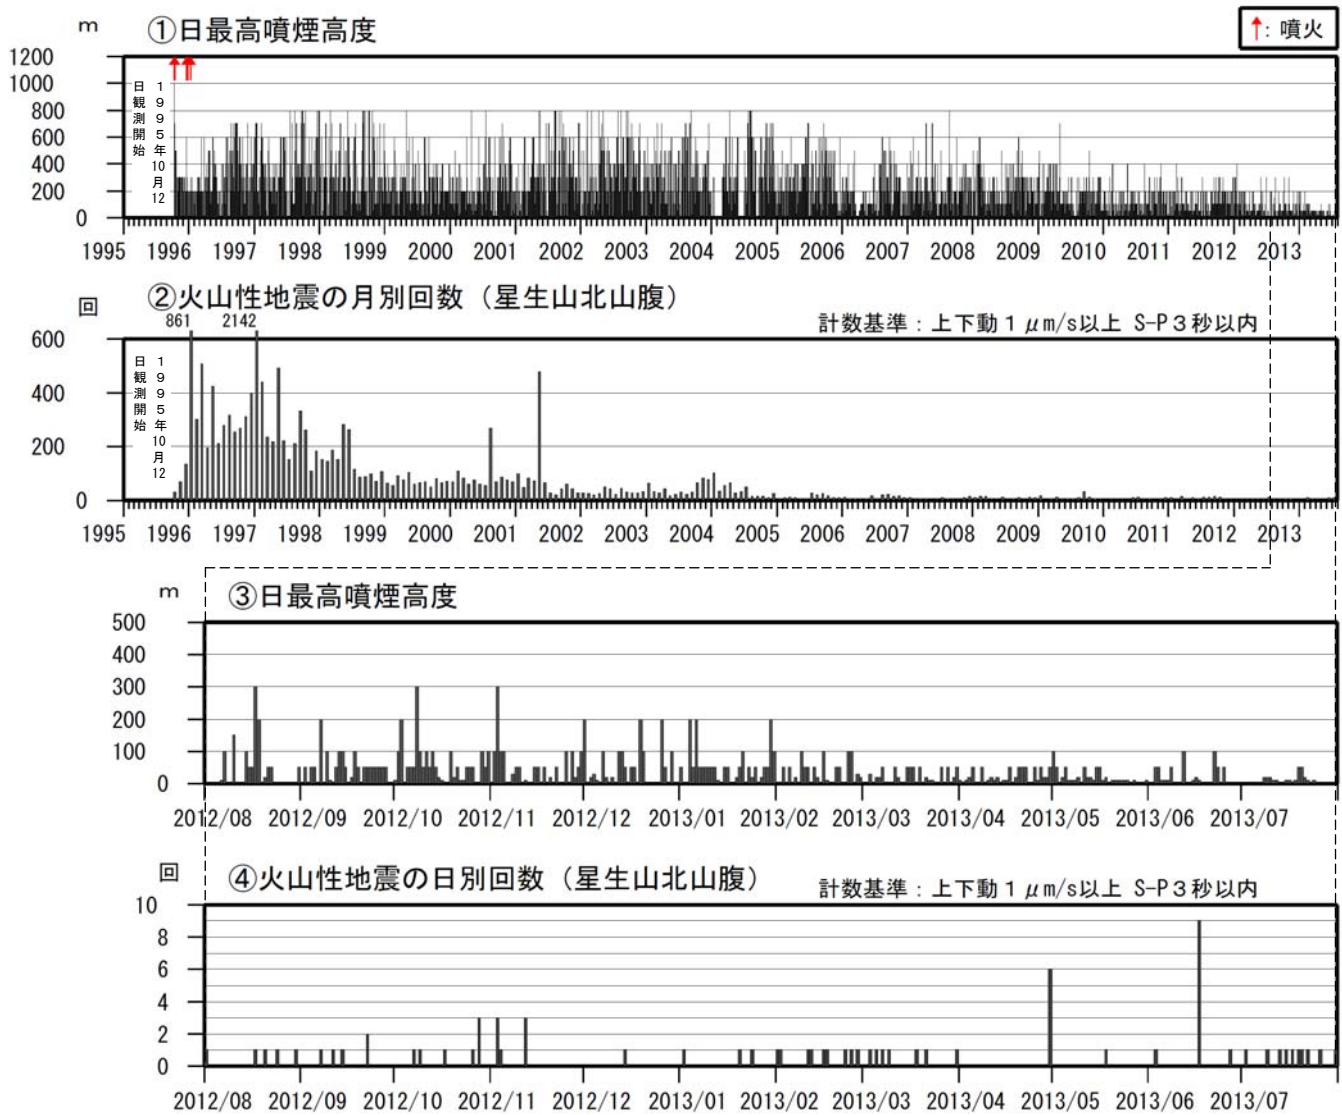 m ①日最高噴煙高度
↑: 噴火
1200
1000
800
600
400
200
0
日観測開始
1995年10月12
1995 1996 1997 1998 1999 2000 2001 2002 2003 2004 2005 2006 2007 2008 2009 2010 2011 2012 2013
回 ②火山性地震の月別回数（星生山北山腹）
計数基準：上下動１μm/s以上 S-P３秒以内
861 2142
600
400
200
0
日観測開始
1995年10月12
1995 1996 1997 1998 1999 2000 2001 2002 2003 2004 2005 2006 2007 2008 2009 2010 2011 2012 2013
m ③日最高噴煙高度
500
400
300
200
100
0
2012/08 2012/09 2012/10 2012/11 2012/12 2013/01 2013/02 2013/03 2013/04 2013/05 2013/06 2013/07
回 ④火山性地震の日別回数（星生山北山腹）
計数基準：上下動１μm/s以上 S-P３秒以内
10
8
6
4
2
0
2012/08 2012/09 2012/10 2012/11 2012/12 2013/01 2013/02 2013/03 2013/04 2013/05 2013/06 2013/07